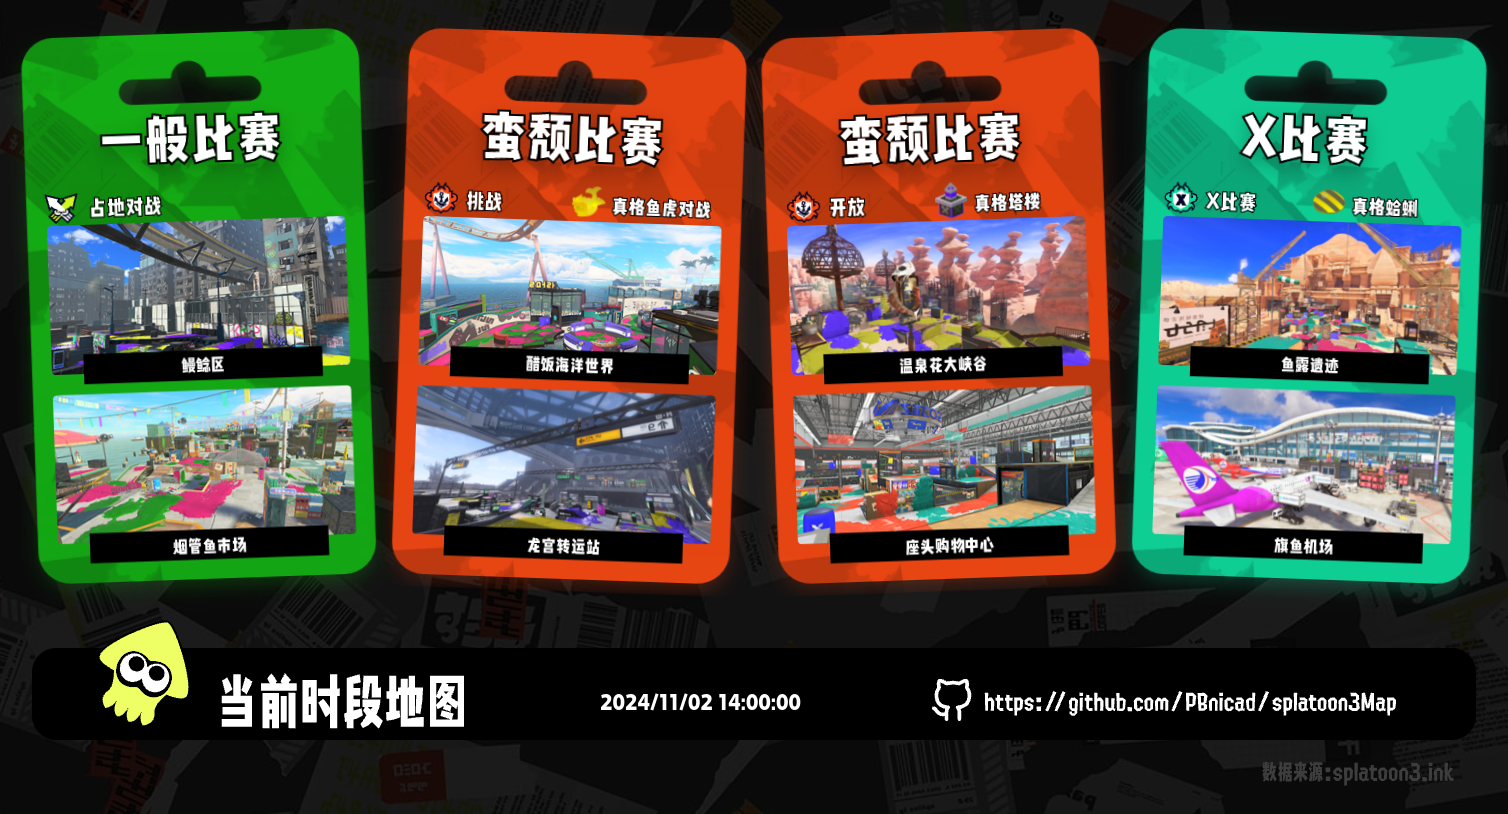 一般比赛
占地对战
鳗鲶区
烟管鱼市场
蛮颓比赛
挑战
真格鱼虎对战
醋饭海洋世界
龙宫转运站
蛮颓比赛
开放
真格塔楼
温泉花大峡谷
座头购物中心
X比赛
X比赛
真格蛤蜊
鱼露遗迹
旗鱼机场
当前时段地图
2024/11/02 14:00:00
https://github.com/PBnicad/splatoon3Map
数据来源:splatoon3.ink